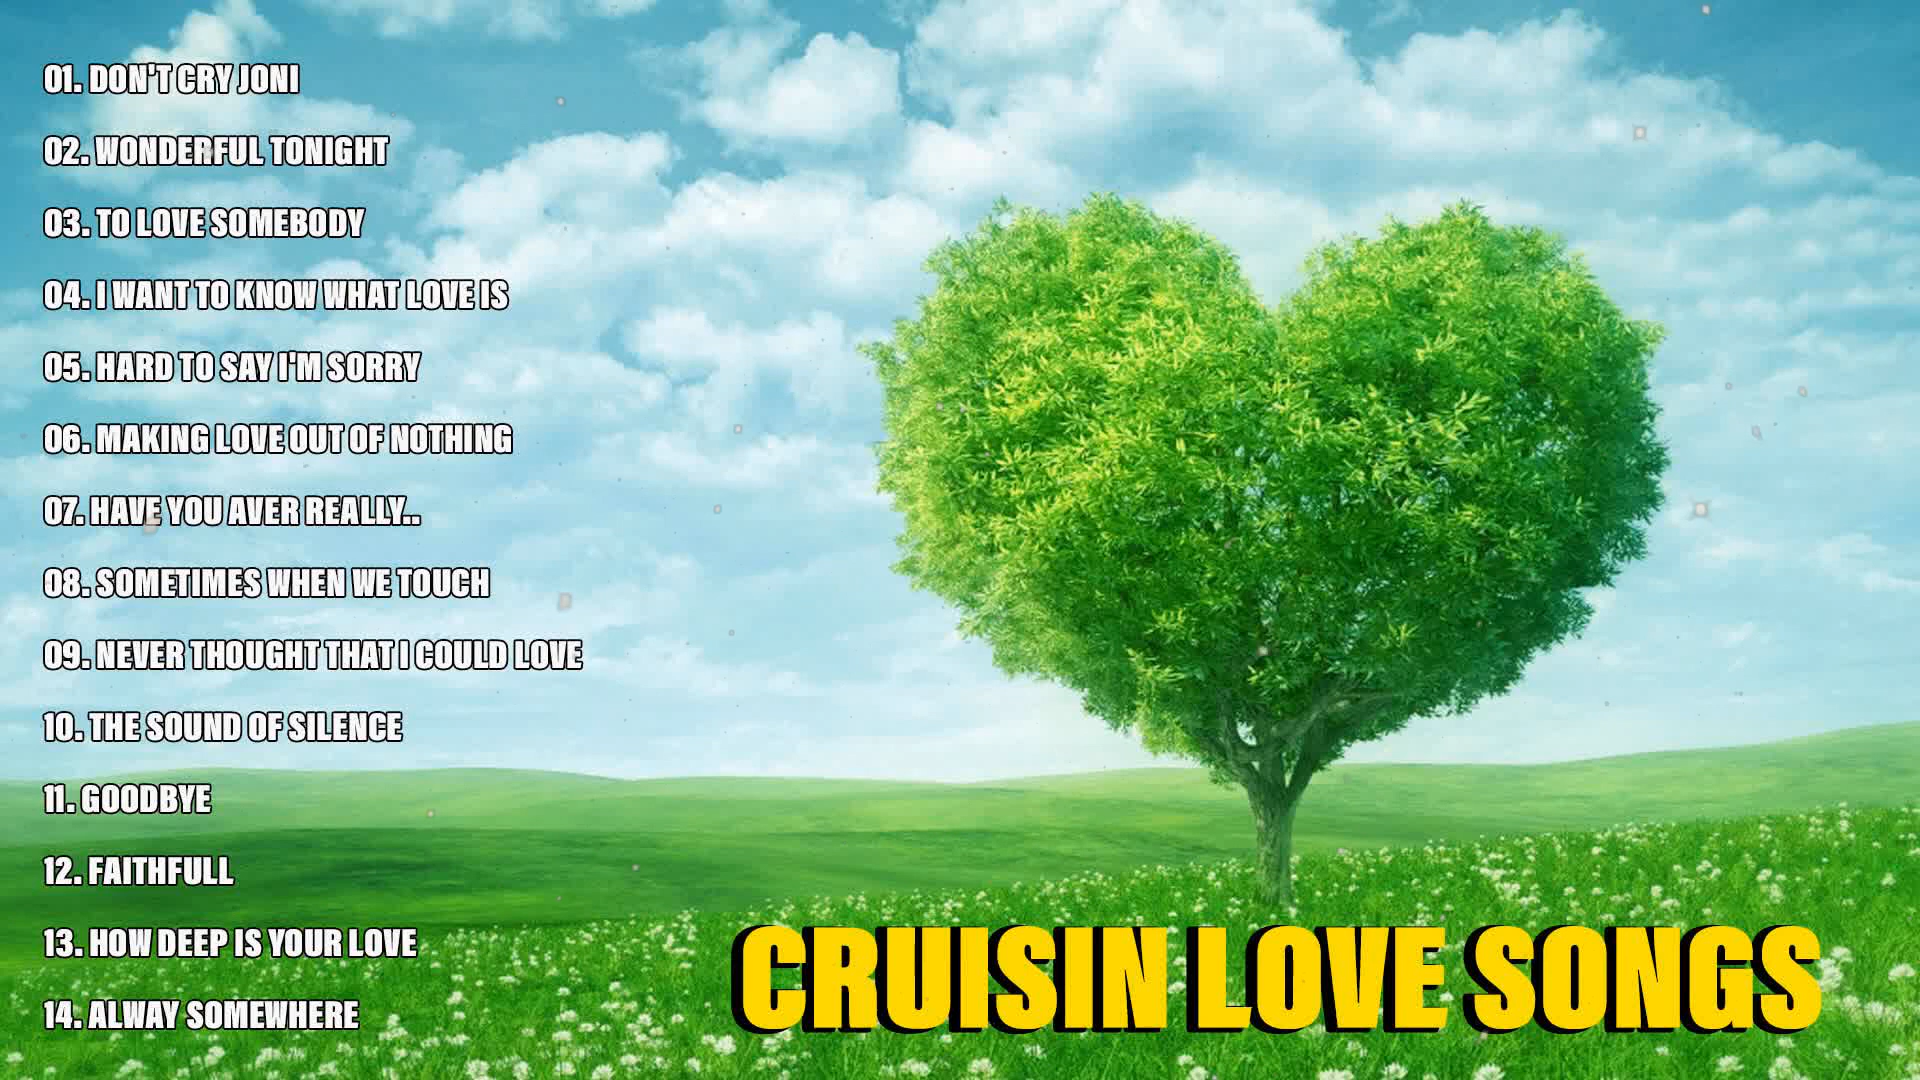 01. DON'T CRY JONI
02. WONDERFUL TONIGHT
03. TO LOVE SOMEBODY
04. I WANT TO KNOW WHAT LOVE IS
05. HARD TO SAY I'M SORRY
06. MAKING LOVE OUT OF NOTHING
07. HAVE YOU AVER REALLY..
08. SOMETIMES WHEN WE TOUCH
09. NEVER THOUGHT THAT I COULD LOVE
10. THE SOUND OF SILENCE
11. GOODBYE
12. FAITHFULL
13. HOW DEEP IS YOUR LOVE
14. ALWAY SOMEWHERE
CRUISIN LOVE SONGS